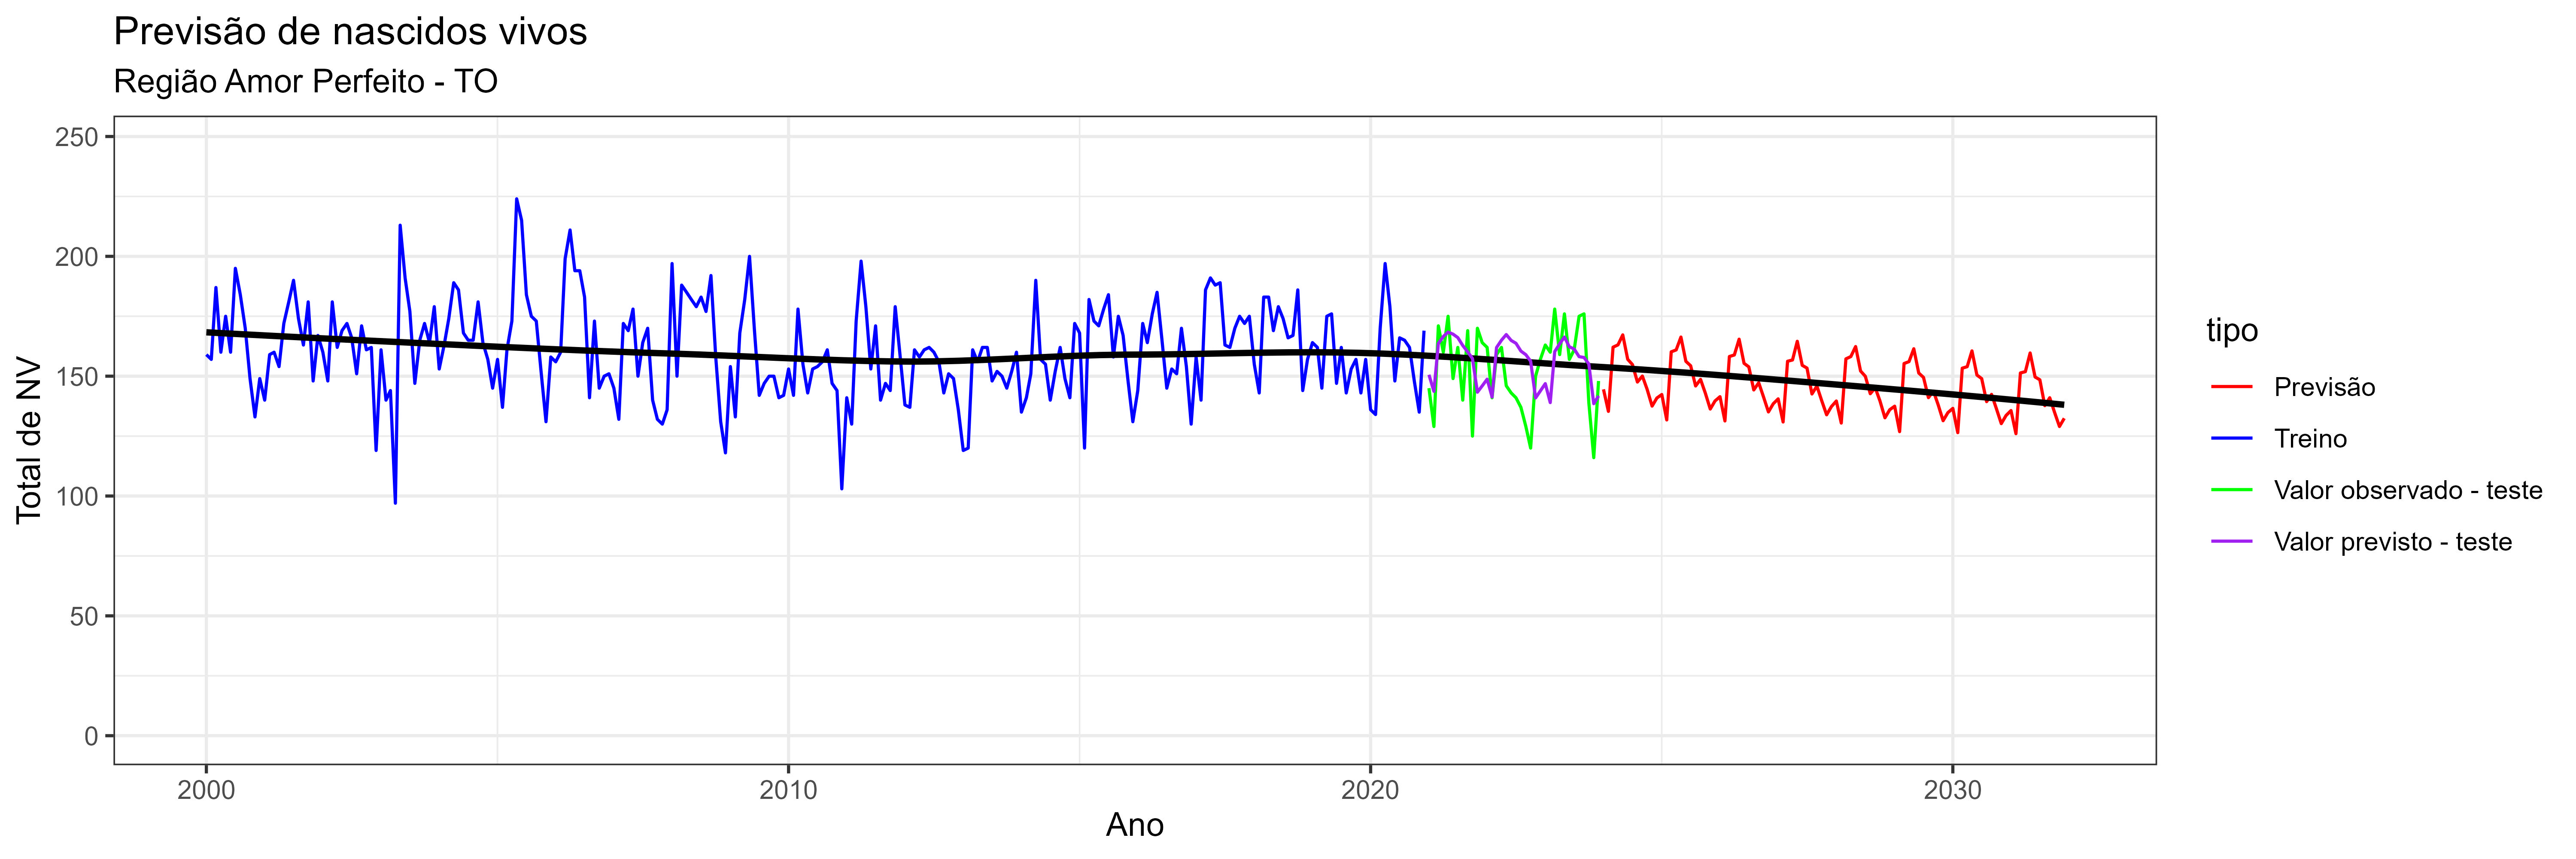 Previsão de nascidos vivos
Região Amor Perfeito - TO
Total de NV
250
200
150
100
50
0
2000
2010
2020
2030
Ano
tipo
Previsão
Treino
Valor observado - teste
Valor previsto - teste